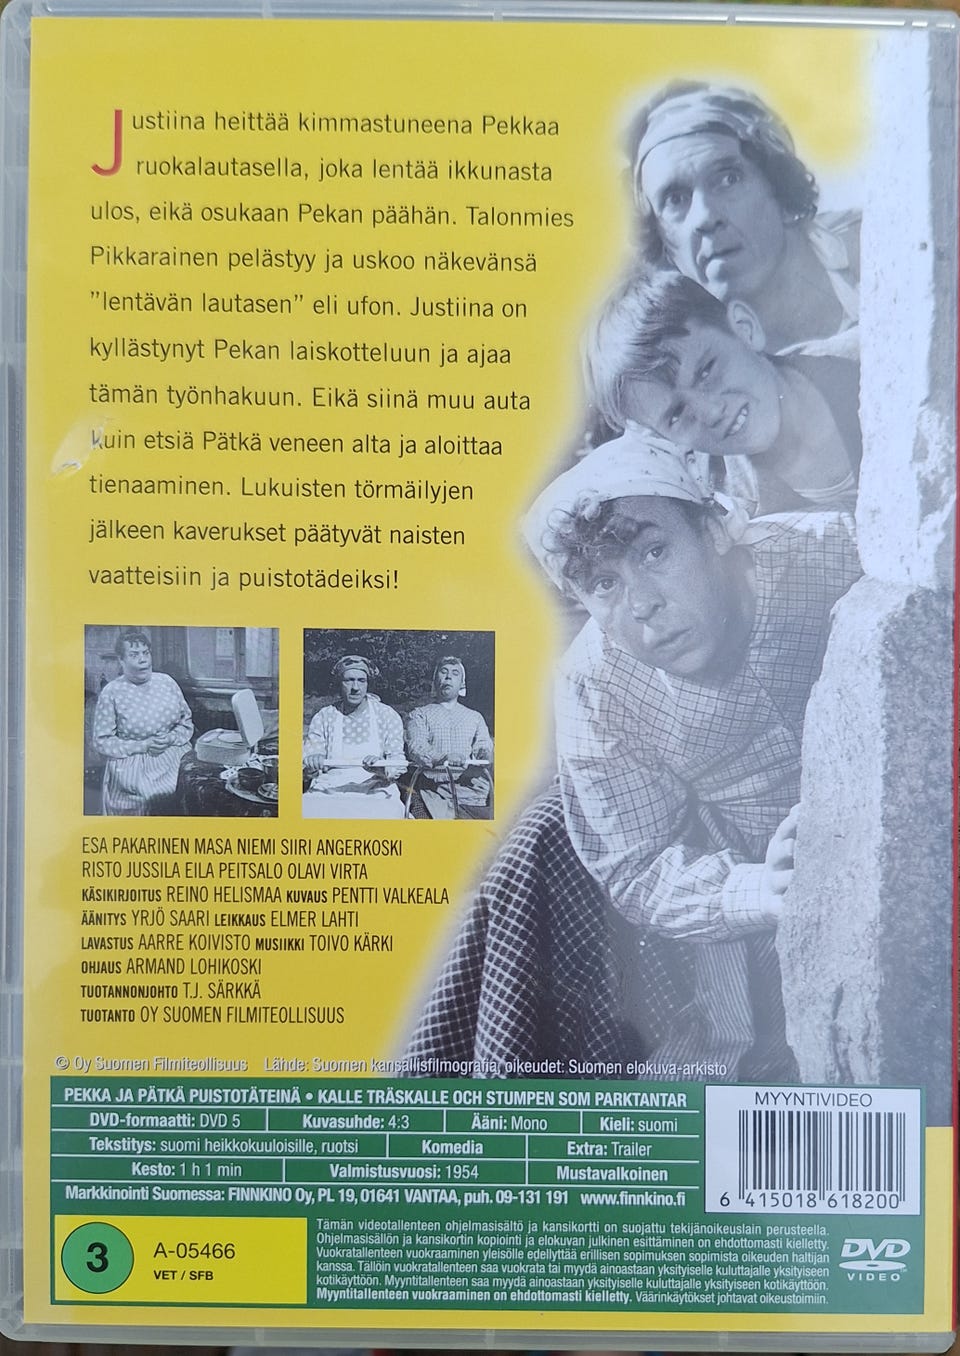 Justiina heittää kimmastuneena Pekkaa
ruokalautasella, joka lentää ikkunasta
ulos, eikä osukaan Pekan päähän. Talonmies
Pikkarainen pelästyy ja uskoo näkevänsä
"lentävän lautasen" eli ufon. Justiina on
kyllästynyt Pekan laiskotteluun ja ajaa
tämän työnhakuun. Eikä siinä muu auta
kuin etsiä Pätkä veneen alta ja aloittaa
tienaaminen. Lukuisten törmäilyjen
jälkeen kaverukset päätyvät naisten
vaatteisiin ja puistotädeiksi!
ESA PAKARINEN MASA NIEMI SIIRI ANGERKOSKI
RISTO JUSSILA EILA PEITSALO OLAVI VIRTA
KÄSIKIRJOITUS REINO HELISMAA KUVAUS PENTTI VALKEALA
ÄÄNITYS YRJÖ SAARI LEIKKAUS ELMER LAHTI
LAVASTUS AARRE KOIVISTO MUSIIKKI TOIVO KÄRKI
OHJAUS ARMAND LOHIKOSKI
TUOTANNONJOHTO T.J. SÄRKKÄ
TUOTANTO OY SUOMEN FILMITEOLLISUUS
© Oy Suomen Filmiteollisuus Lähde: Suomen kansallisfilmografia, oikeudet: Suomen elokuva-arkisto
PEKKA JA PÄTKÄ PUISTOTÄTEINÄ • KALLE TRÄSKALLE OCH STUMPEN SOM PARKTANTAR
DVD-formaatti: DVD 5 Kuvasuhde: 4:3 Ääni: Mono Kieli: suomi
Tekstitys: suomi heikkokuuloisille, ruotsi Komedia Extra: Trailer
Kesto: 1 h 1 min Valmistusvuosi: 1954 Mustavalkoinen
Markkinointi Suomessa: FINNKINO Oy, PL 19, 01641 VANTAA, puh. 09-131 191 www.finnkino.fi
MYYNTIVIDEO
6 415018 618200
3
A-05466
VET / SFB
Tämän videotallenteen ohjelmasisältö ja kansikortti on suojattu tekijänoikeuslain perusteella.
Ohjelmasisällön ja kansikortin kopiointi ja elokuvan julkinen esittäminen on ehdottomasti kielletty.
Vuokratallenteen vuokraaminen yleisölle edellyttää erillisen sopimuksen sopimista oikeuden haltijan
kanssa. Tällöin vuokratallennetta saa vuokrata tai myydä ainoastaan yksityiselle kuluttajalle yksityiseen
kotikäyttöön. Myyntitallenteen saa myydä ainoastaan yksityiselle kuluttajalle yksityiseen kotikäyttöön.
Myyntitallenteen vuokraaminen on ehdottomasti kielletty. Väärinkäytökset johtavat oikeustoimiin.
DVD
VIDEO